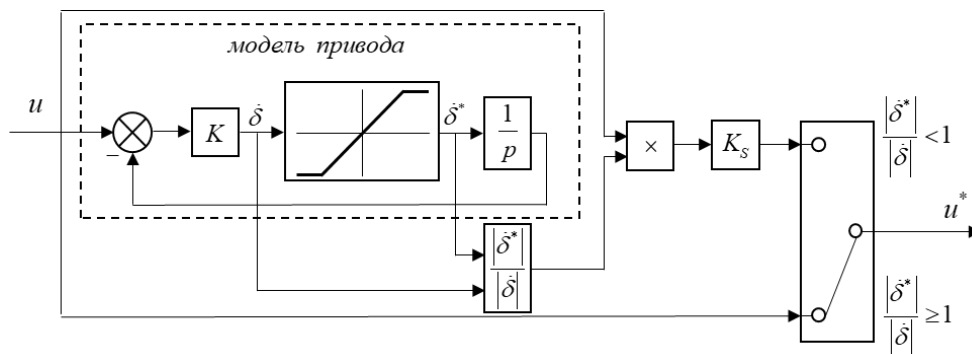 модель привода
u
−
K
δ̇
δ̇*
1/p
×
K_S
|δ̇*|/|δ̇| < 1
u*
|δ̇*|/|δ̇|
|δ̇*|/|δ̇| ≥ 1